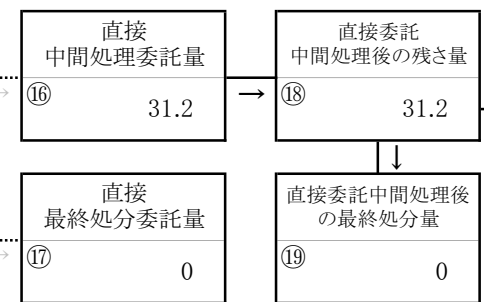 直接
中間処理委託量
⑯
31.2
→
直接委託
中間処理後の残さ量
⑱
31.2
↓
直接
最終処分委託量
⑰
0
直接委託中間処理後
の最終処分量
⑲
0